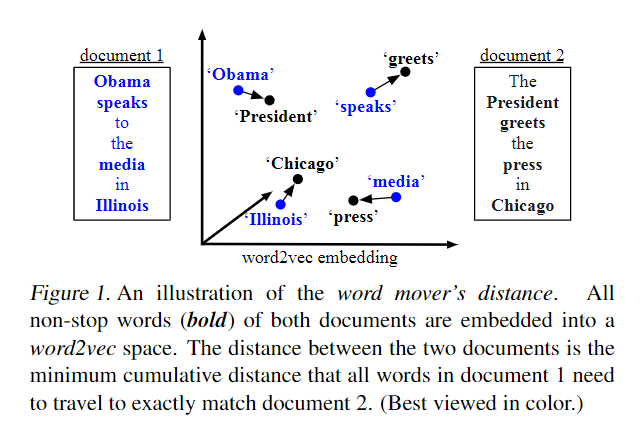 document 1
Obama
speaks
to
the
media
in
Illinois
‘Obama’
‘President’
‘greets’
‘speaks’
‘Chicago’
‘Illinois’
‘media’
‘press’
word2vec embedding
document 2
The
President
greets
the
press
in
Chicago
Figure 1. An illustration of the word mover’s distance. All
non-stop words (bold) of both documents are embedded into a
word2vec space. The distance between the two documents is the
minimum cumulative distance that all words in document 1 need
to travel to exactly match document 2. (Best viewed in color.)